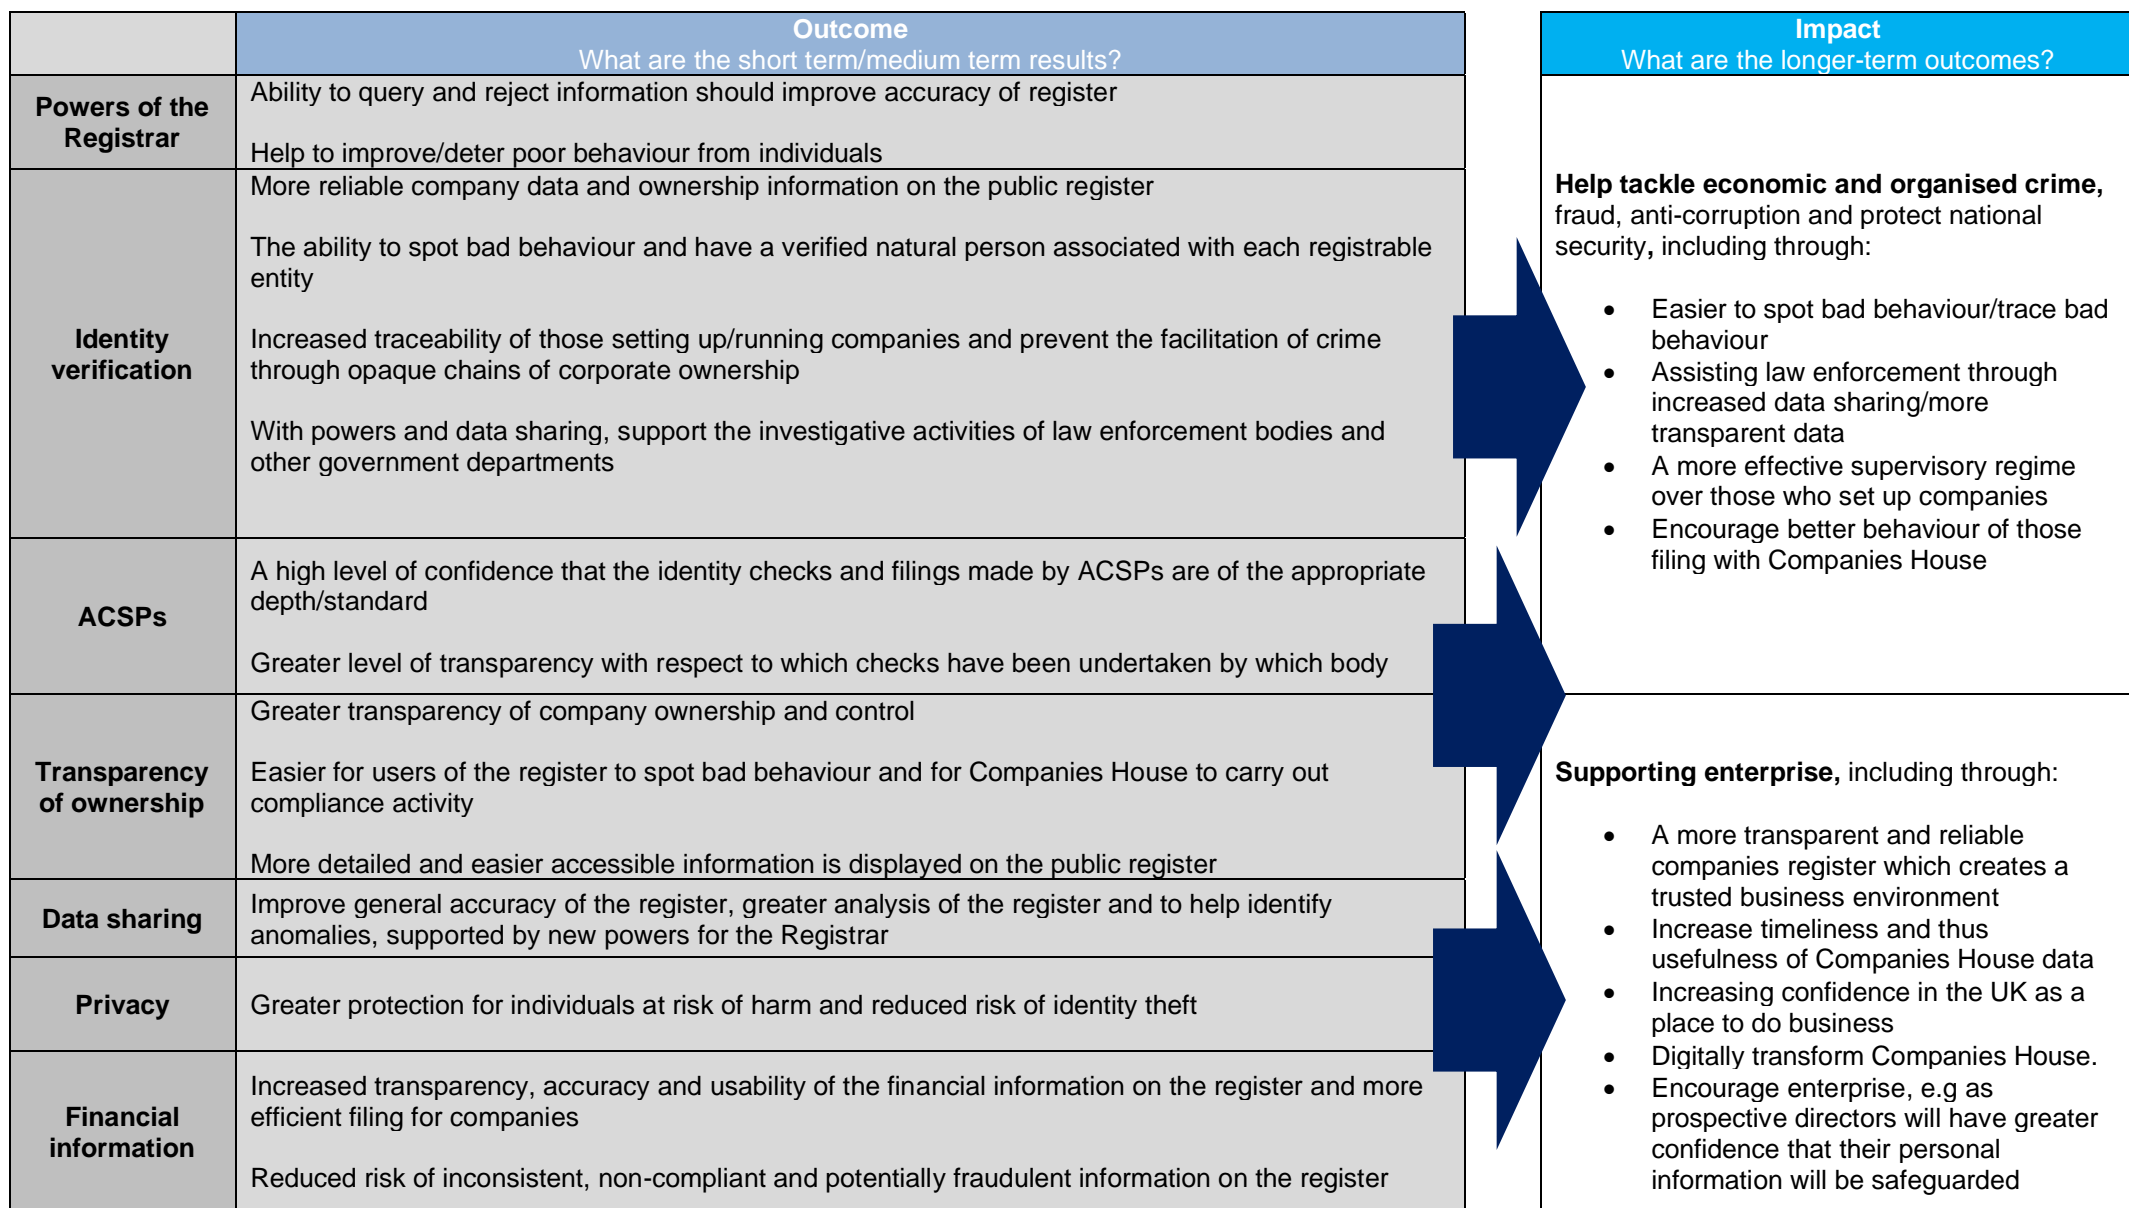 Outcome
What are the short term/medium term results?
Impact
What are the longer-term outcomes?
Powers of the
Registrar
Ability to query and reject information should improve accuracy of register
Help to improve/deter poor behaviour from individuals
Identity
verification
More reliable company data and ownership information on the public register
The ability to spot bad behaviour and have a verified natural person associated with each registrable
entity
Increased traceability of those setting up/running companies and prevent the facilitation of crime
through opaque chains of corporate ownership
With powers and data sharing, support the investigative activities of law enforcement bodies and
other government departments
ACSPs
A high level of confidence that the identity checks and filings made by ACSPs are of the appropriate
depth/standard
Greater level of transparency with respect to which checks have been undertaken by which body
Transparency
of ownership
Greater transparency of company ownership and control
Easier for users of the register to spot bad behaviour and for Companies House to carry out
compliance activity
More detailed and easier accessible information is displayed on the public register
Data sharing
Improve general accuracy of the register, greater analysis of the register and to help identify
anomalies, supported by new powers for the Registrar
Privacy
Greater protection for individuals at risk of harm and reduced risk of identity theft
Financial
information
Increased transparency, accuracy and usability of the financial information on the register and more
efficient filing for companies
Reduced risk of inconsistent, non-compliant and potentially fraudulent information on the register
Help tackle economic and organised crime,
fraud, anti-corruption and protect national
security, including through:
• Easier to spot bad behaviour/trace bad
behaviour
• Assisting law enforcement through
increased data sharing/more
transparent data
• A more effective supervisory regime
over those who set up companies
• Encourage better behaviour of those
filing with Companies House
Supporting enterprise, including through:
• A more transparent and reliable
companies register which creates a
trusted business environment
• Increase timeliness and thus
usefulness of Companies House data
• Increasing confidence in the UK as a
place to do business
• Digitally transform Companies House.
• Encourage enterprise, e.g as
prospective directors will have greater
confidence that their personal
information will be safeguarded